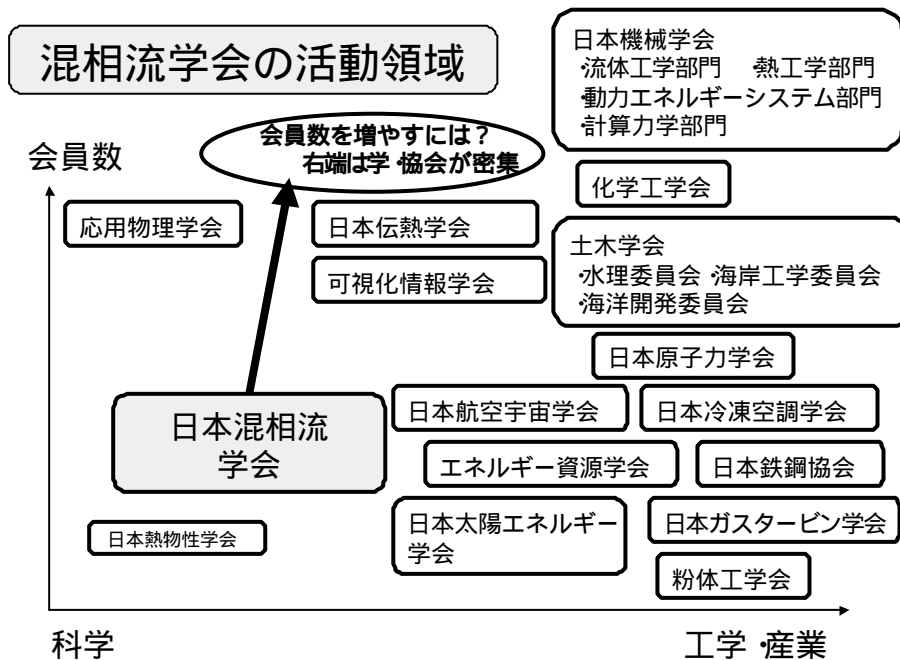 混相流学会の活動領域
日本機械学会
・流体工学部門　・熱工学部門
・動力エネルギーシステム部門
・計算力学部門
会員数を増やすには？
右端は学・協会が密集
会員数
化学工学会
応用物理学会
日本伝熱学会
可視化情報学会
土木学会
・水理委員会・海岸工学委員会
・海洋開発委員会
日本原子力学会
日本混相流
学会
日本航空宇宙学会
日本冷凍空調学会
エネルギー資源学会
日本鉄鋼協会
日本熱物性学会
日本太陽エネルギー
学会
日本ガスタービン学会
粉体工学会
科学
工学・産業